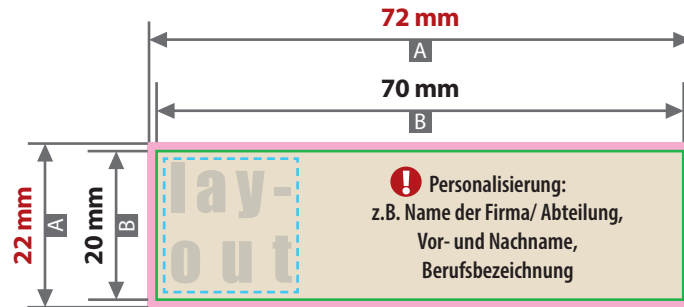 72 mm
A
70 mm
B
22 mm
A
20 mm
B
lay-
out
! Personalisierung:
z.B. Name der Firma/ Abteilung,
Vor- und Nachname,
Berufsbezeichnung